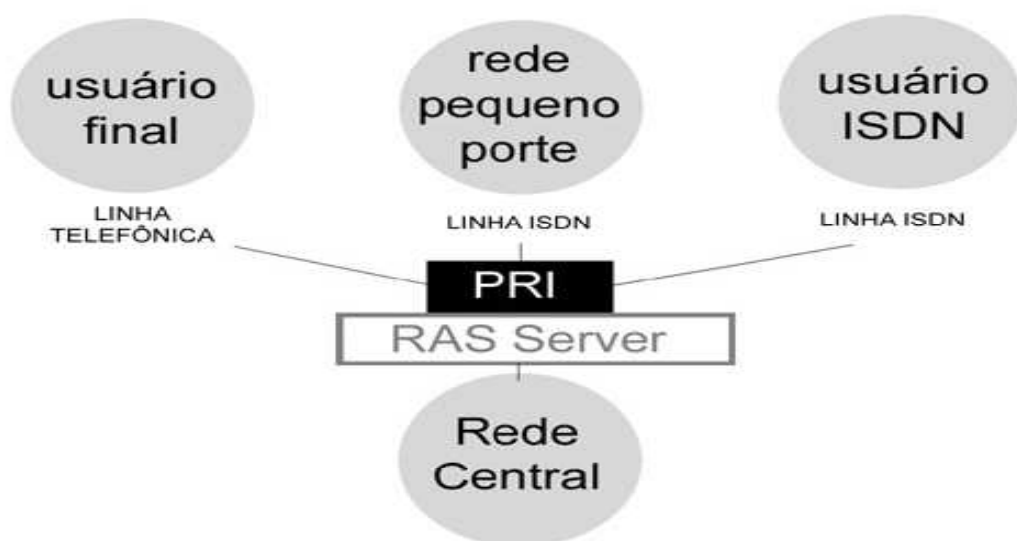 usuário
final
rede
pequeno
porte
usuário
ISDN
LINHA
TELEFÔNICA
LINHA ISDN
LINHA ISDN
PRI
RAS Server
Rede
Central